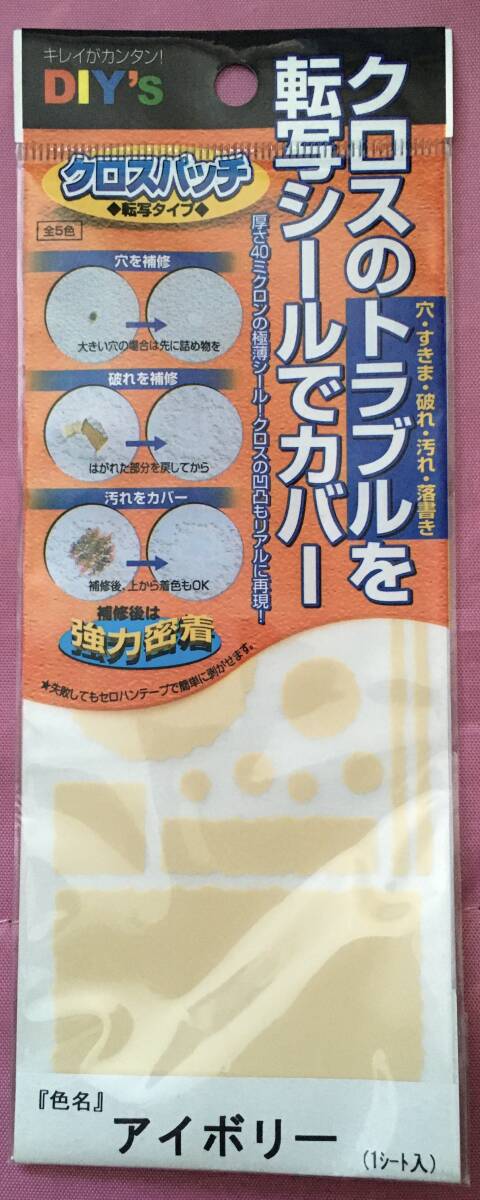 キレイがカンタン!
DIY's
クロスのトラブルを
転写シールでカバー
穴・すきま・破れ・汚れ・落書き
厚さ40ミクロンの極薄シール!クロスの凹凸もリアルに再現!
クロスパッチ
◆転写タイプ◆
全5色
穴を補修
大きい穴の場合は先に詰め物を
破れを補修
はがれた部分を戻してから
汚れをカバー
補修後、上から着色もOK
補修後は
強力密着
★失敗してもセロハンテープで簡単に剥がせます。
『色名』
アイボリー
(1シート入)